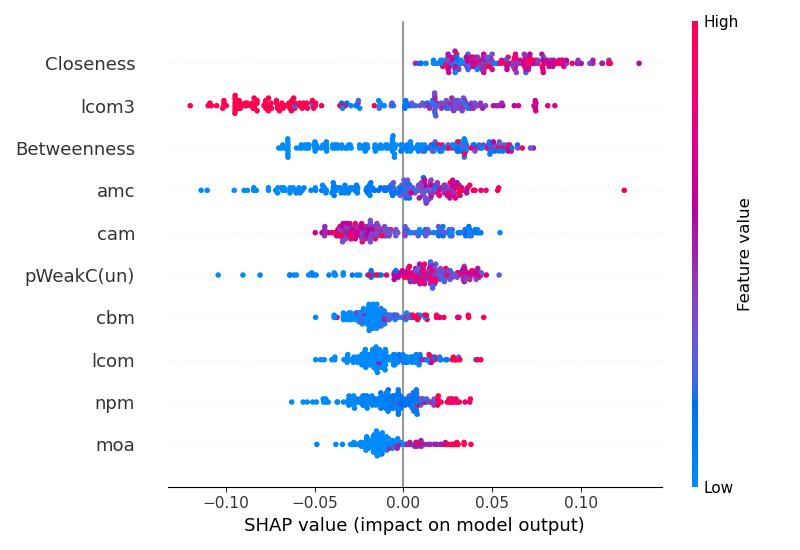 High
Closeness
lcom3
Betweenness
amc
cam
pWeakC(un)
cbm
lcom
npm
moa
Feature value
Low
−0.10
−0.05
0.00
0.05
0.10
SHAP value (impact on model output)